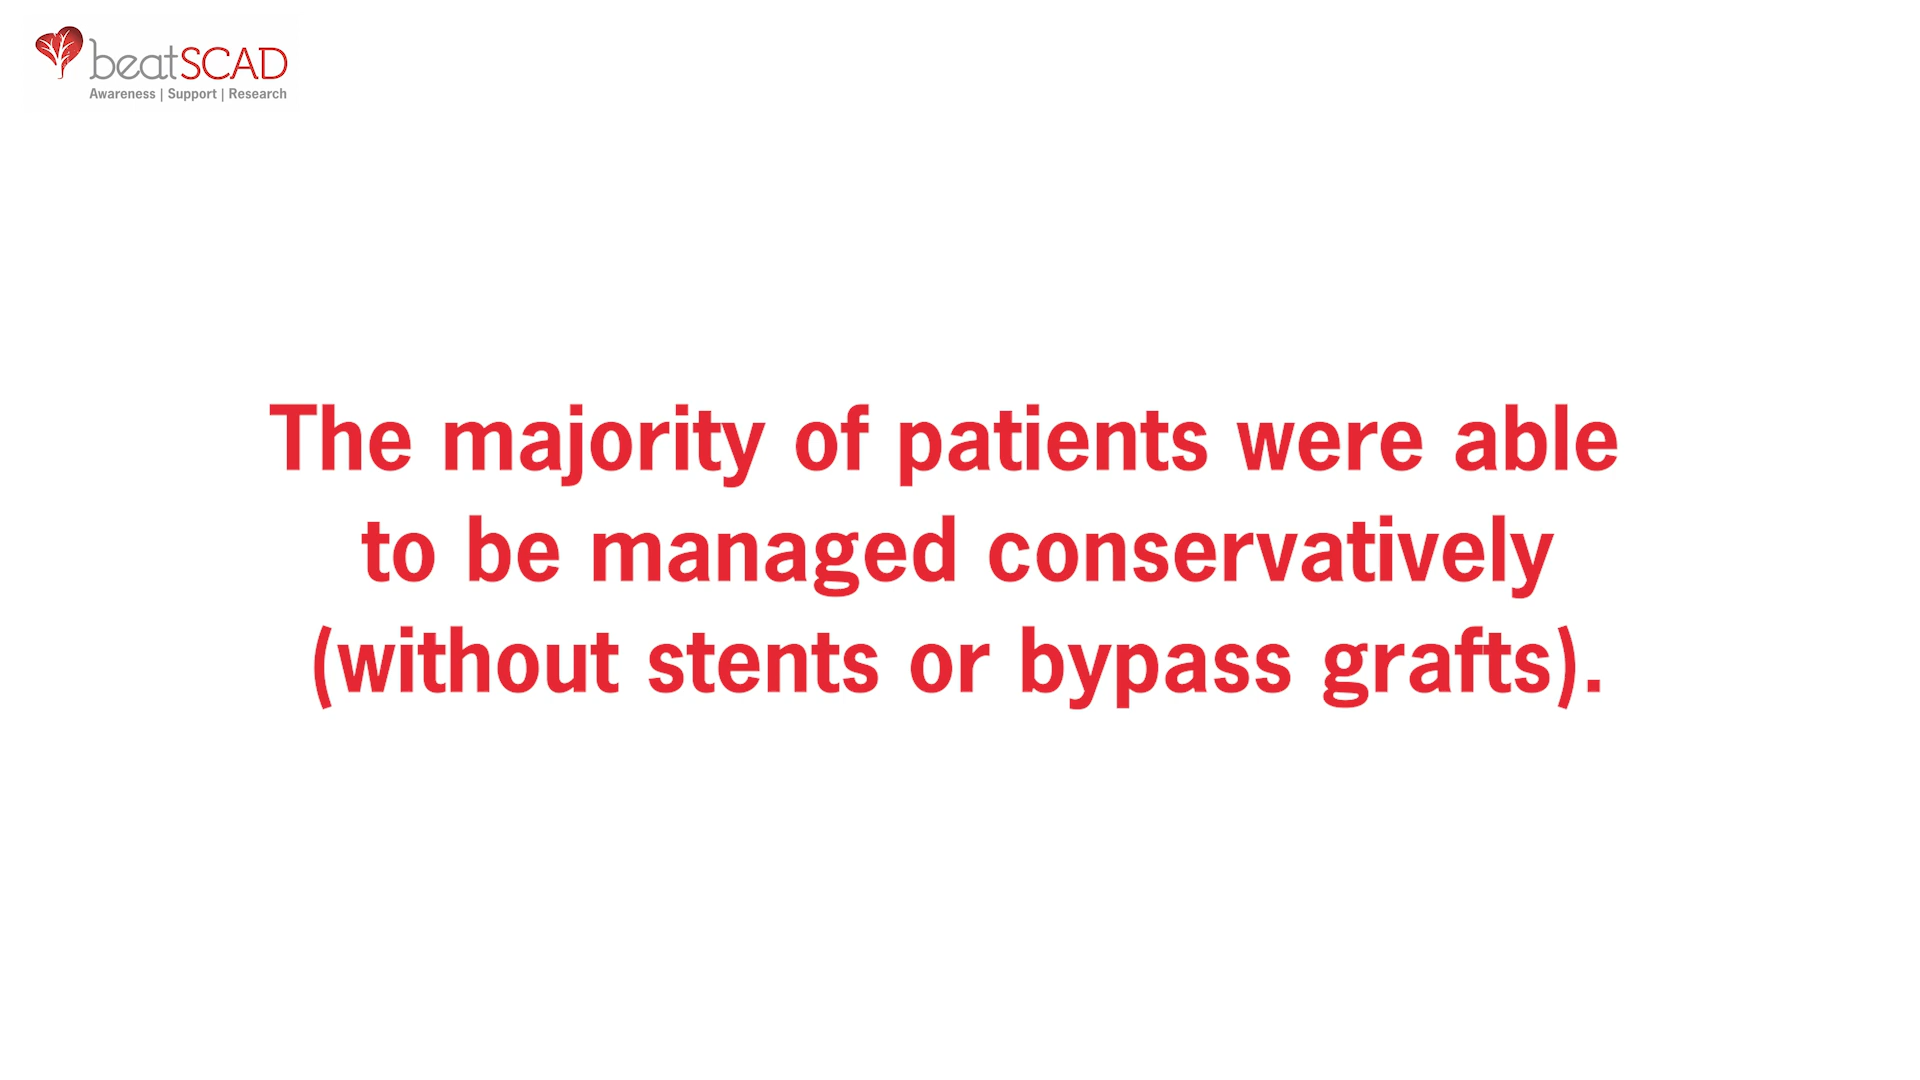 beatSCAD
Awareness | Support | Research
The majority of patients were able
to be managed conservatively
(without stents or bypass grafts).